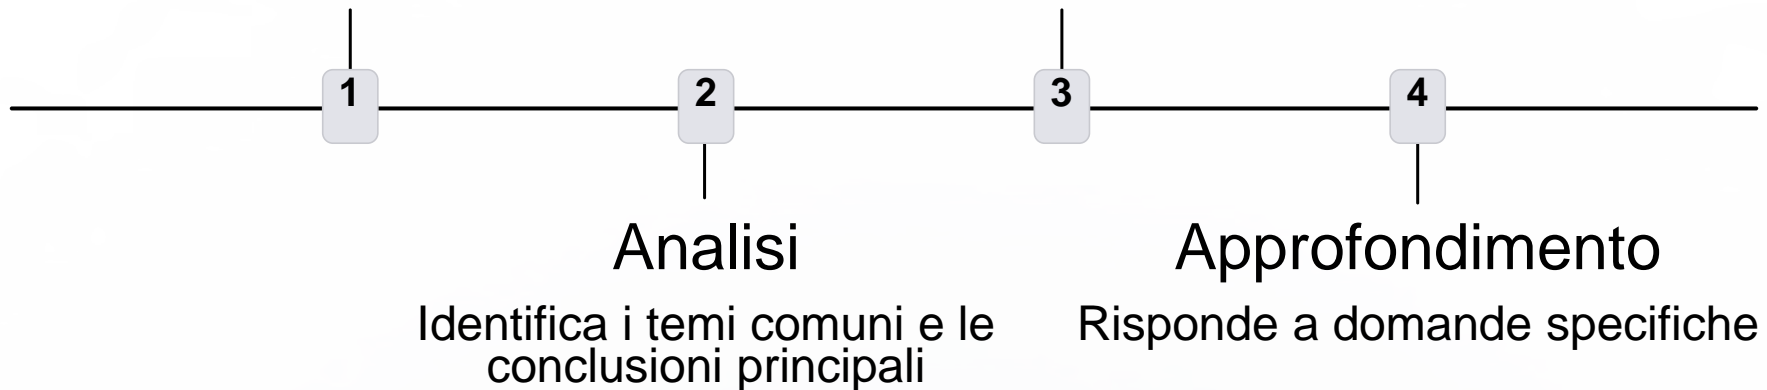 1
2
3
4
Analisi
Identifica i temi comuni e le
conclusioni principali
Approfondimento
Risponde a domande specifiche